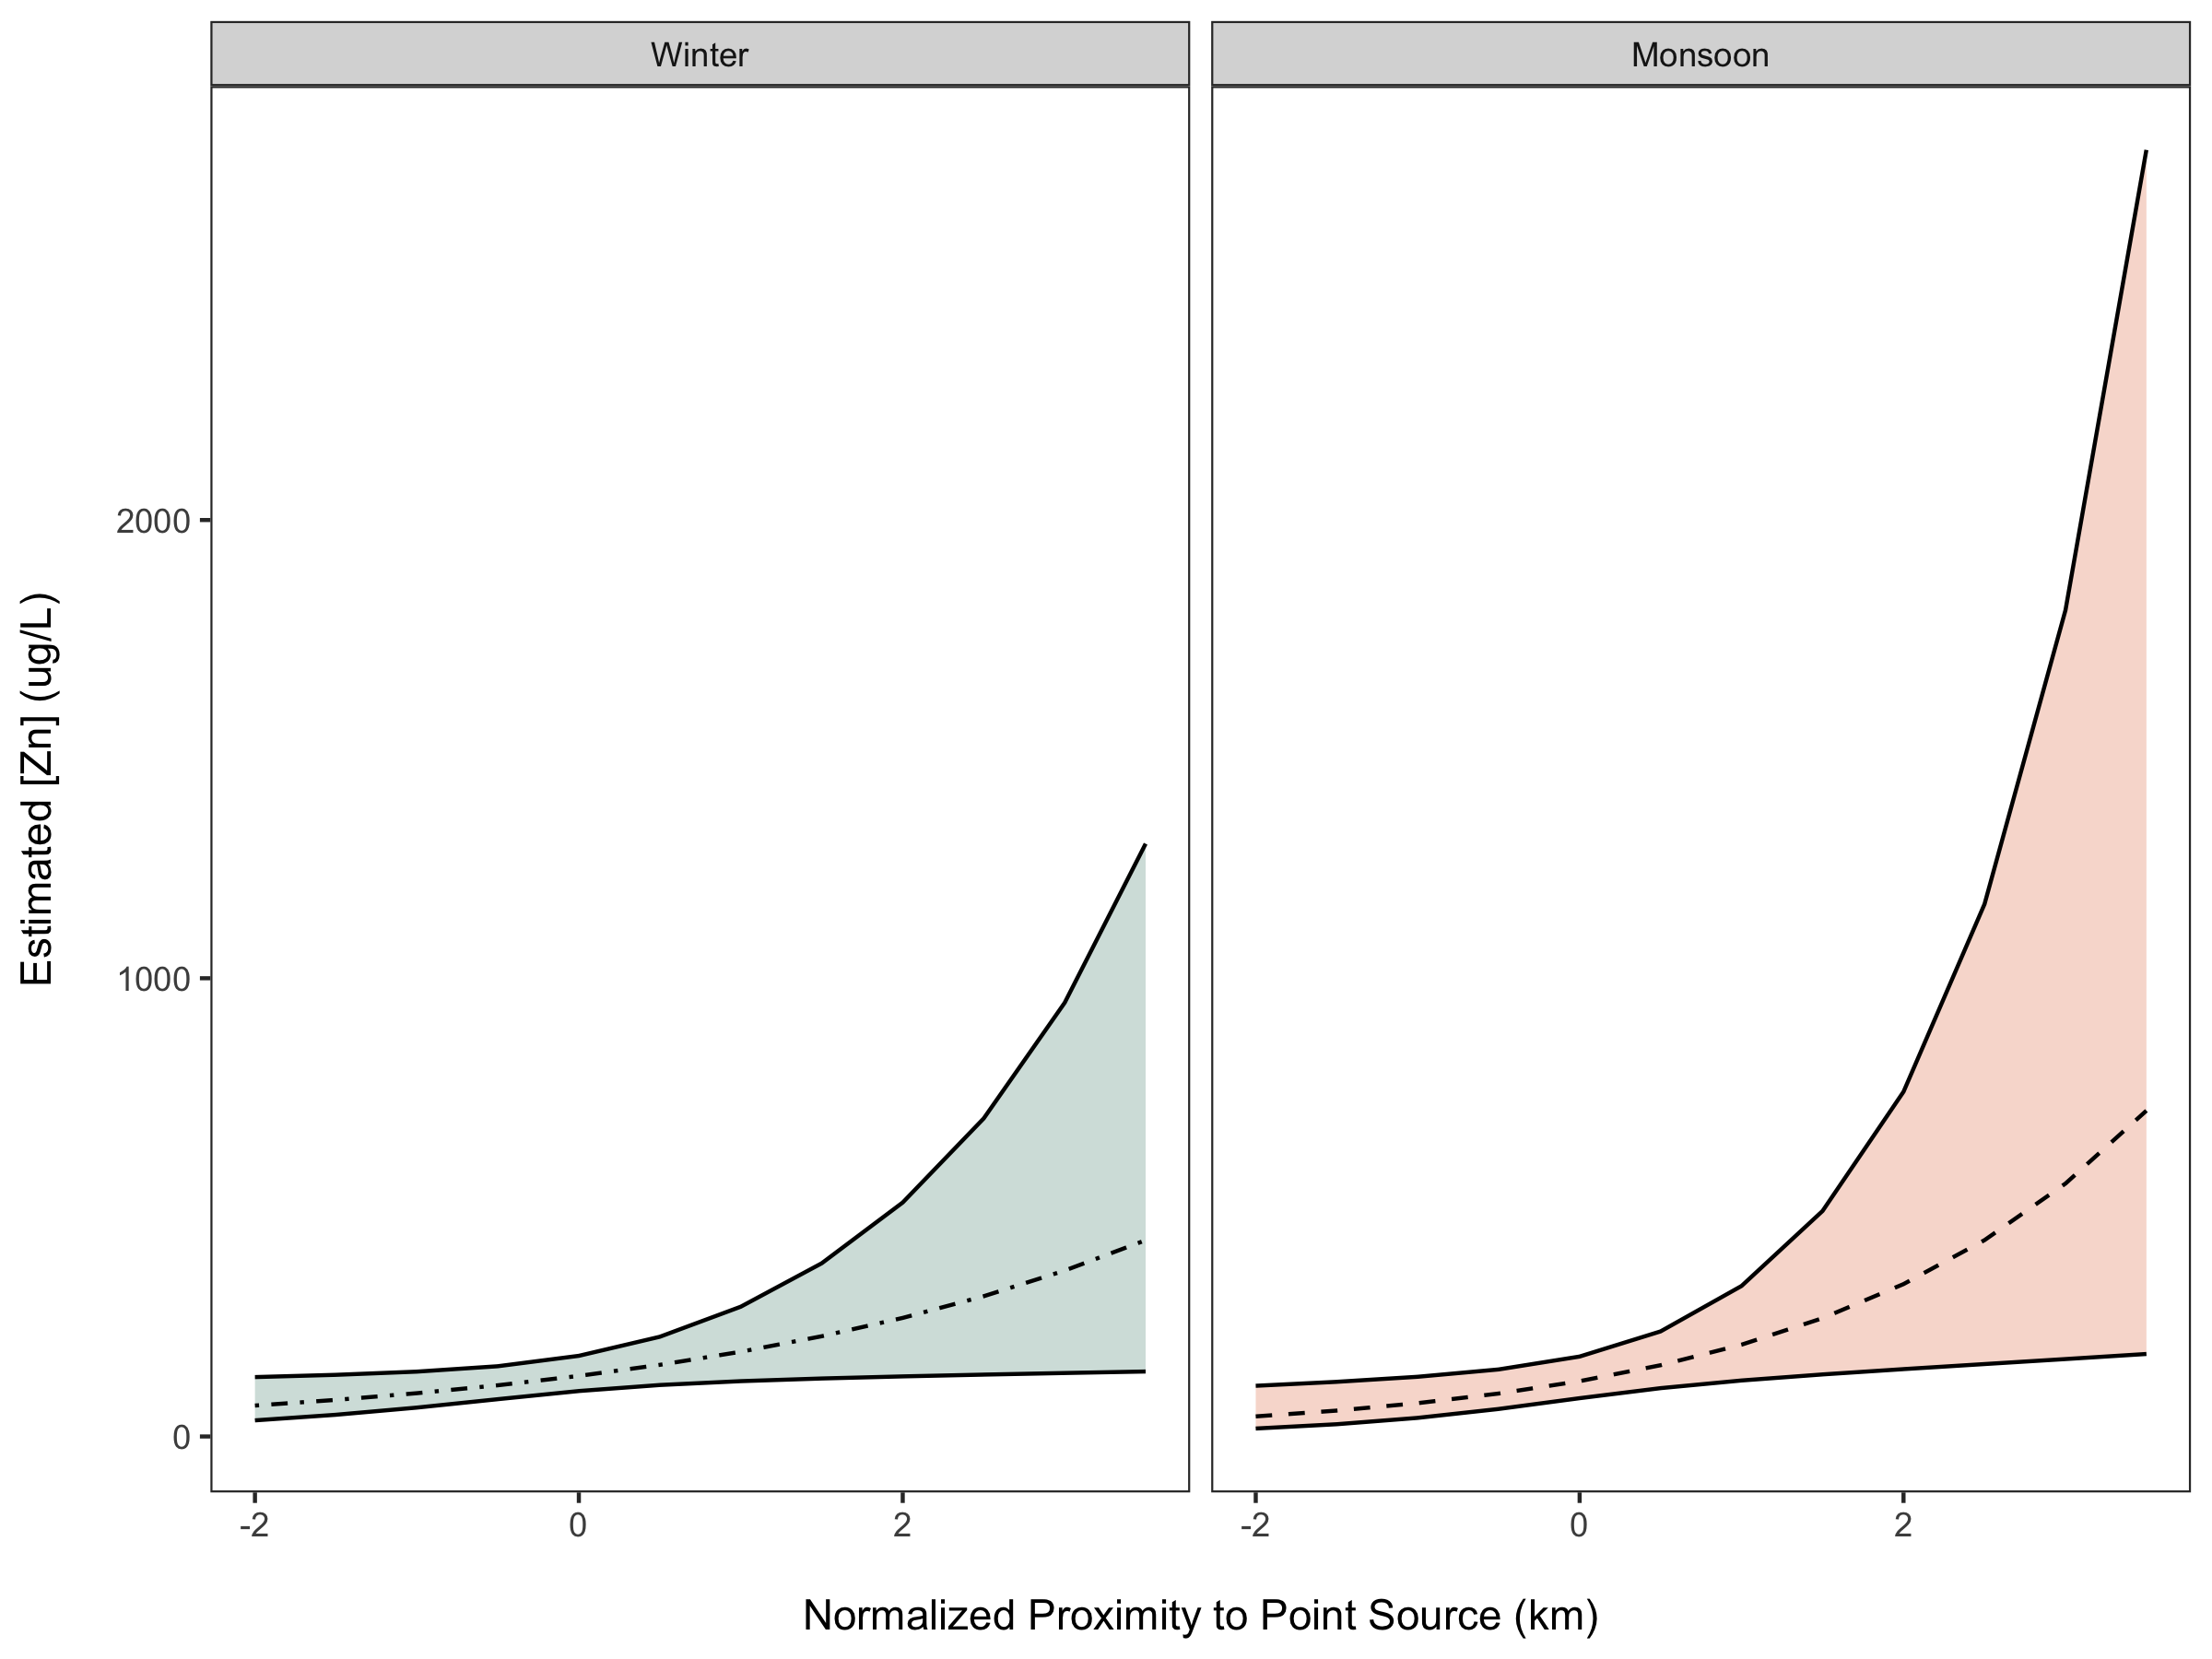 Winter
Monsoon
Estimated [Zn] (ug/L)
2000
1000
0
-2 0 2
-2 0 2
Normalized Proximity to Point Source (km)